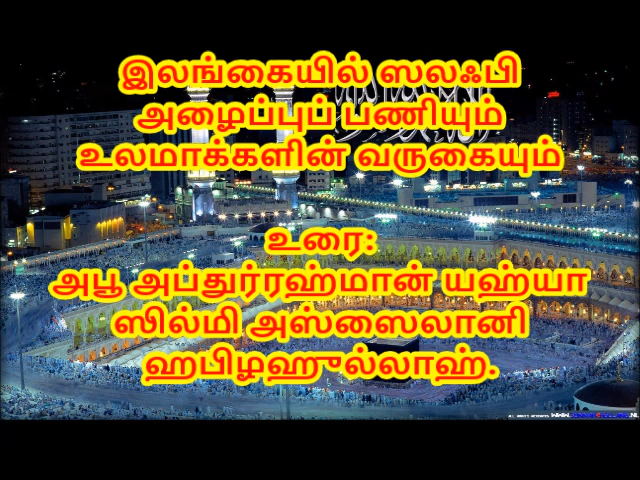 இலங்கையில் ஸலஃபி
அழைப்புப் பணியும்
உலமாக்களின் வருகையும்
உரை:
அபூ அப்துர்ரஹ்மான் யஹ்யா
ஸில்மி அஸ்ஸைலானி
ஹபிழஹுல்லாஹ்.